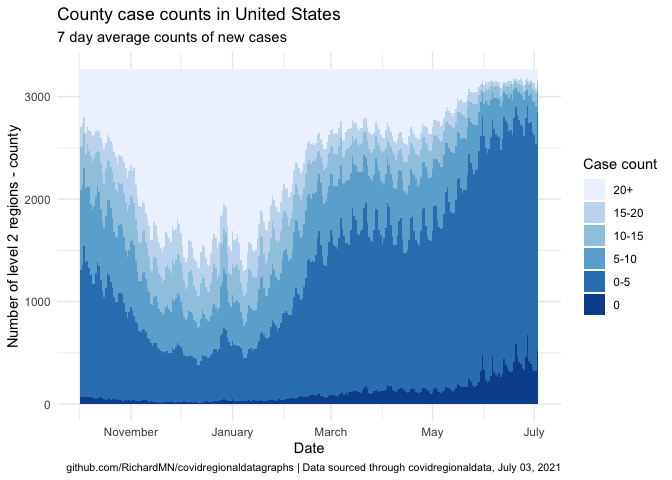 County case counts in United States
7 day average counts of new cases
Number of level 2 regions - county
3000
2000
1000
0
November
January
March
May
July
Date
Case count
20+
15-20
10-15
5-10
0-5
0
github.com/RichardMN/covidregionaldatagraphs | Data sourced through covidregionaldata, July 03, 2021